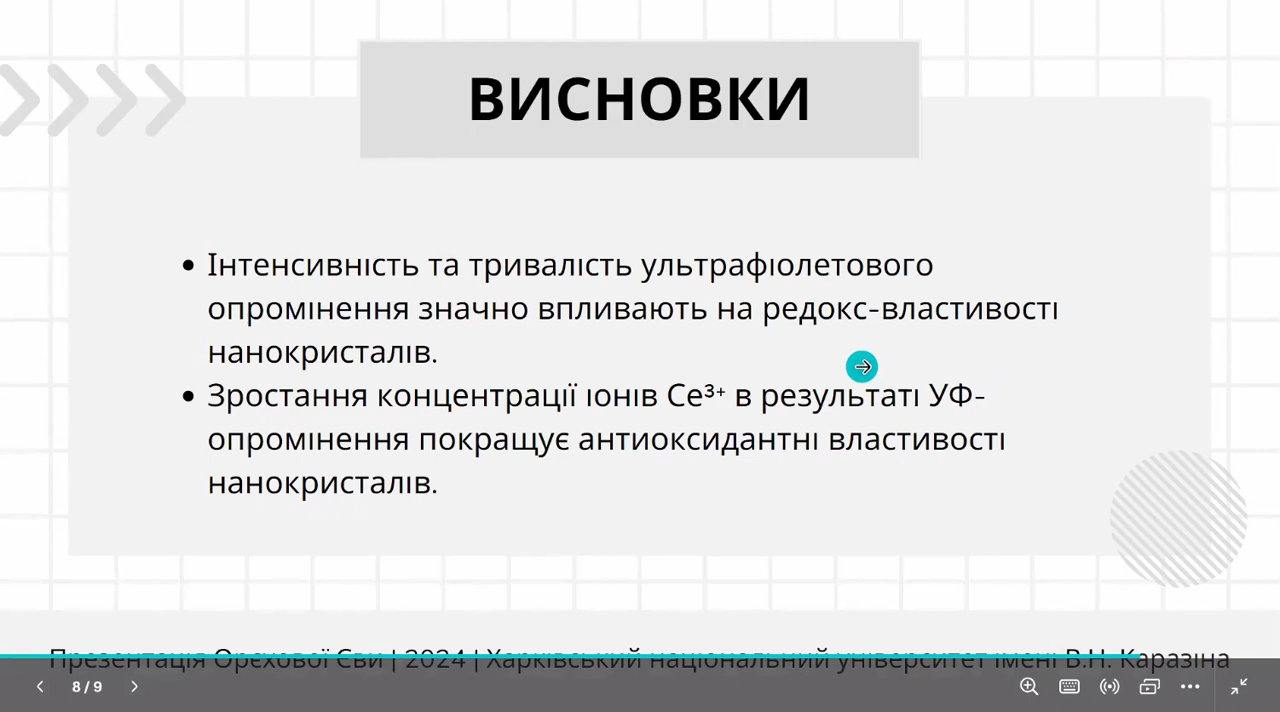 ВИСНОВКИ
• Інтенсивність та тривалість ультрафіолетового
опромінення значно впливають на редокс-властивості
нанокристалів.
• Зростання концентрації іонів Ce³⁺ в результаті УФ-
опромінення покращує антиоксидантні властивості
нанокристалів.
Презентація Орєхової Єви | 2024 | Харківський національний університет імені В.Н. Каразіна
8 / 9